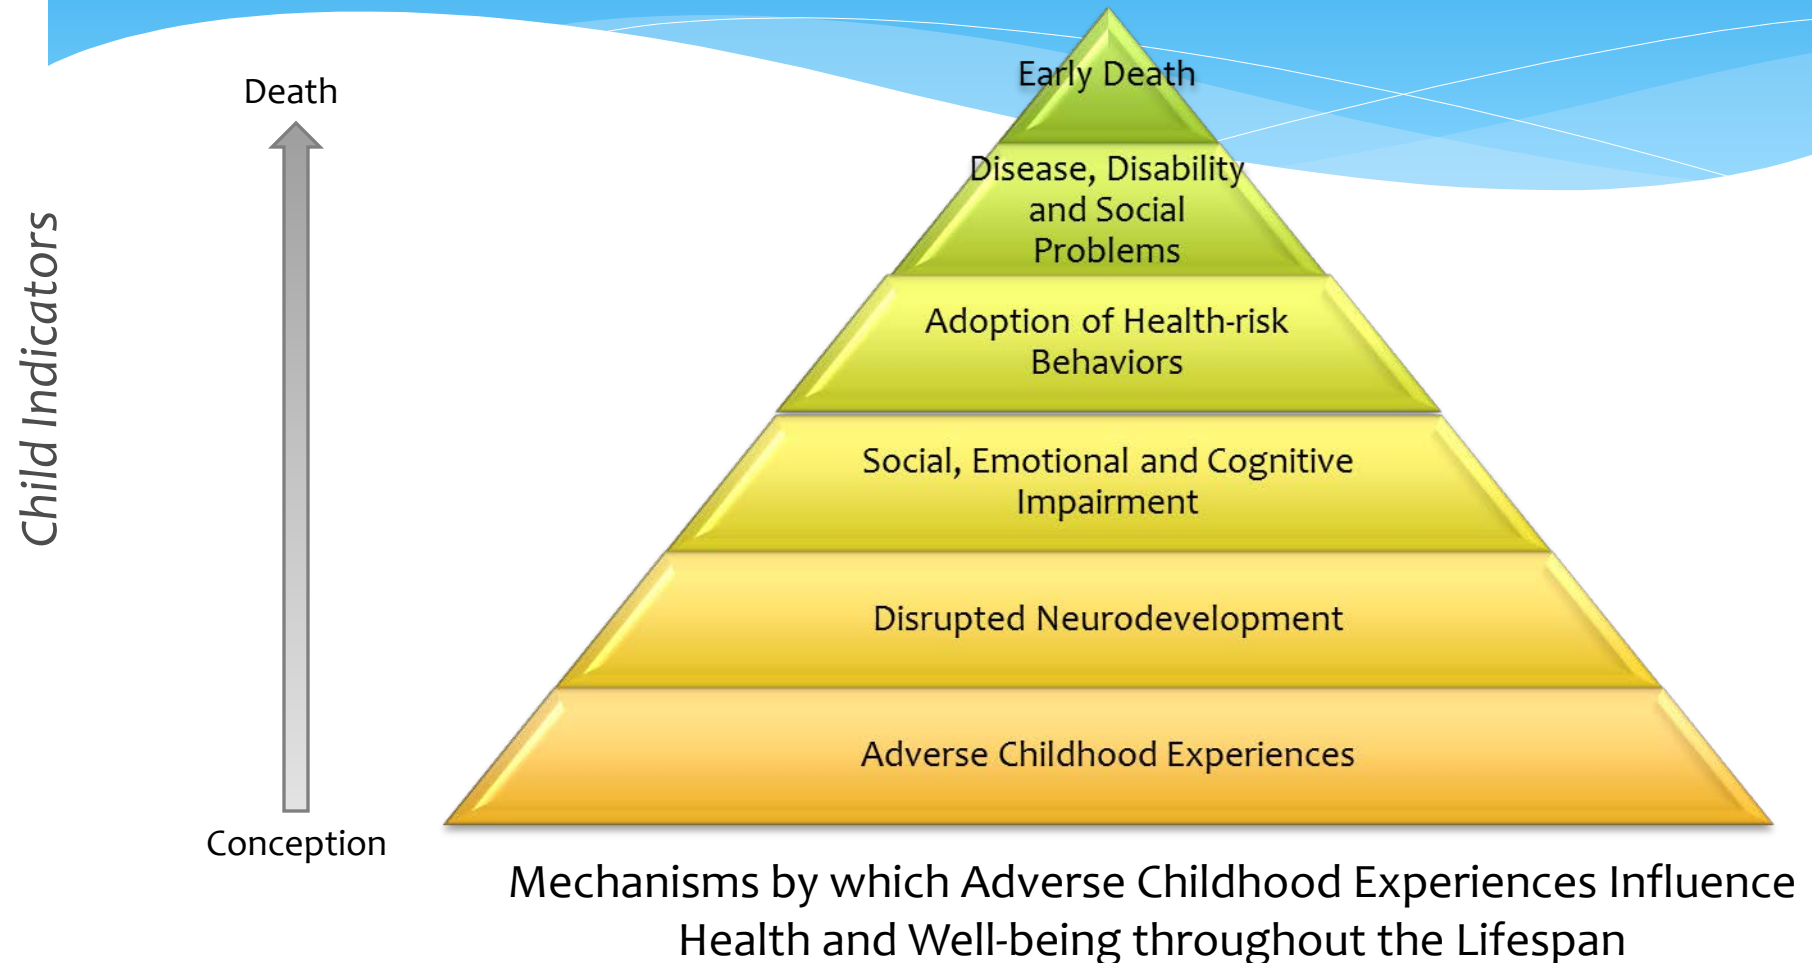 Child Indicators
Death
Conception
Early Death
Disease, Disability
and Social
Problems
Adoption of Health-risk
Behaviors
Social, Emotional and Cognitive
Impairment
Disrupted Neurodevelopment
Adverse Childhood Experiences
Mechanisms by which Adverse Childhood Experiences Influence
Health and Well-being throughout the Lifespan